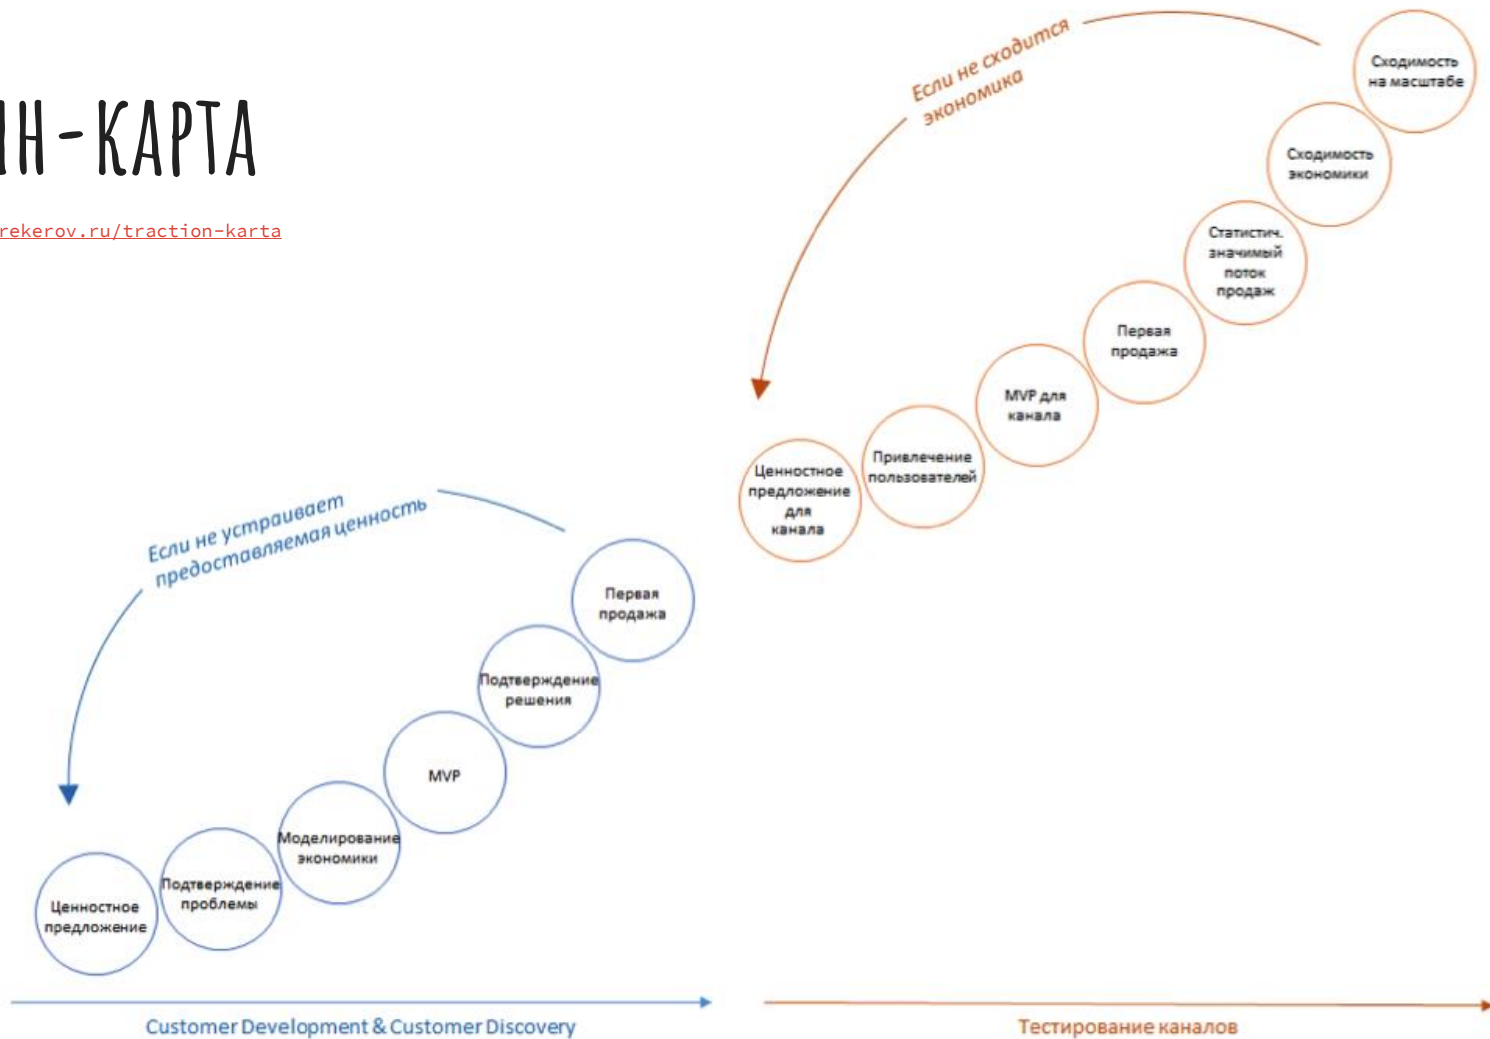 ИН-КАРТА
rekerov.ru/traction-karta
Если не сходится
экономика
Сходимость
на масштабе
Сходимость
экономики
Статистич.
значимый
поток
продаж
Первая
продажа
MVP для
канала
Привлечение
пользователей
Ценностное
предложение
для
канала
Если не устраивает
предоставляемая ценность
Первая
продажа
Подтверждение
решения
MVP
Моделирование
экономики
Подтверждение
проблемы
Ценностное
предложение
Customer Development & Customer Discovery
Тестирование каналов